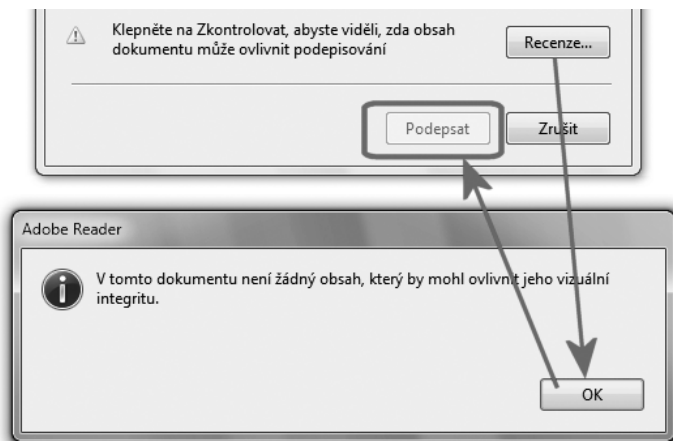 Klepněte na Zkontrolovat, abyste viděli, zda obsah
dokumentu může ovlivnit podepisování
Recenze...
Podepsat
Zrušit
Adobe Reader
V tomto dokumentu není žádný obsah, který by mohl ovlivnit jeho vizuální
integritu.
OK